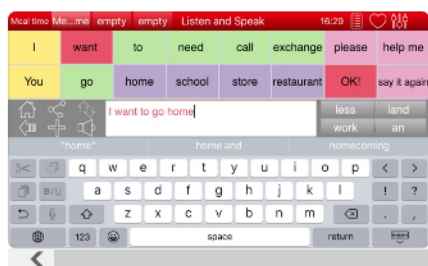 Meal time Me...me empty empty Listen and Speak 16:29
I want to need call exchange please help me
You go home school store restaurant OK! say it again
I want to go home
less land
work an
"home" home and homecoming
q w e r t y u i o p < >
B/U a s d f g h j k l ! ?
z x c v b n m . ,
123 space return